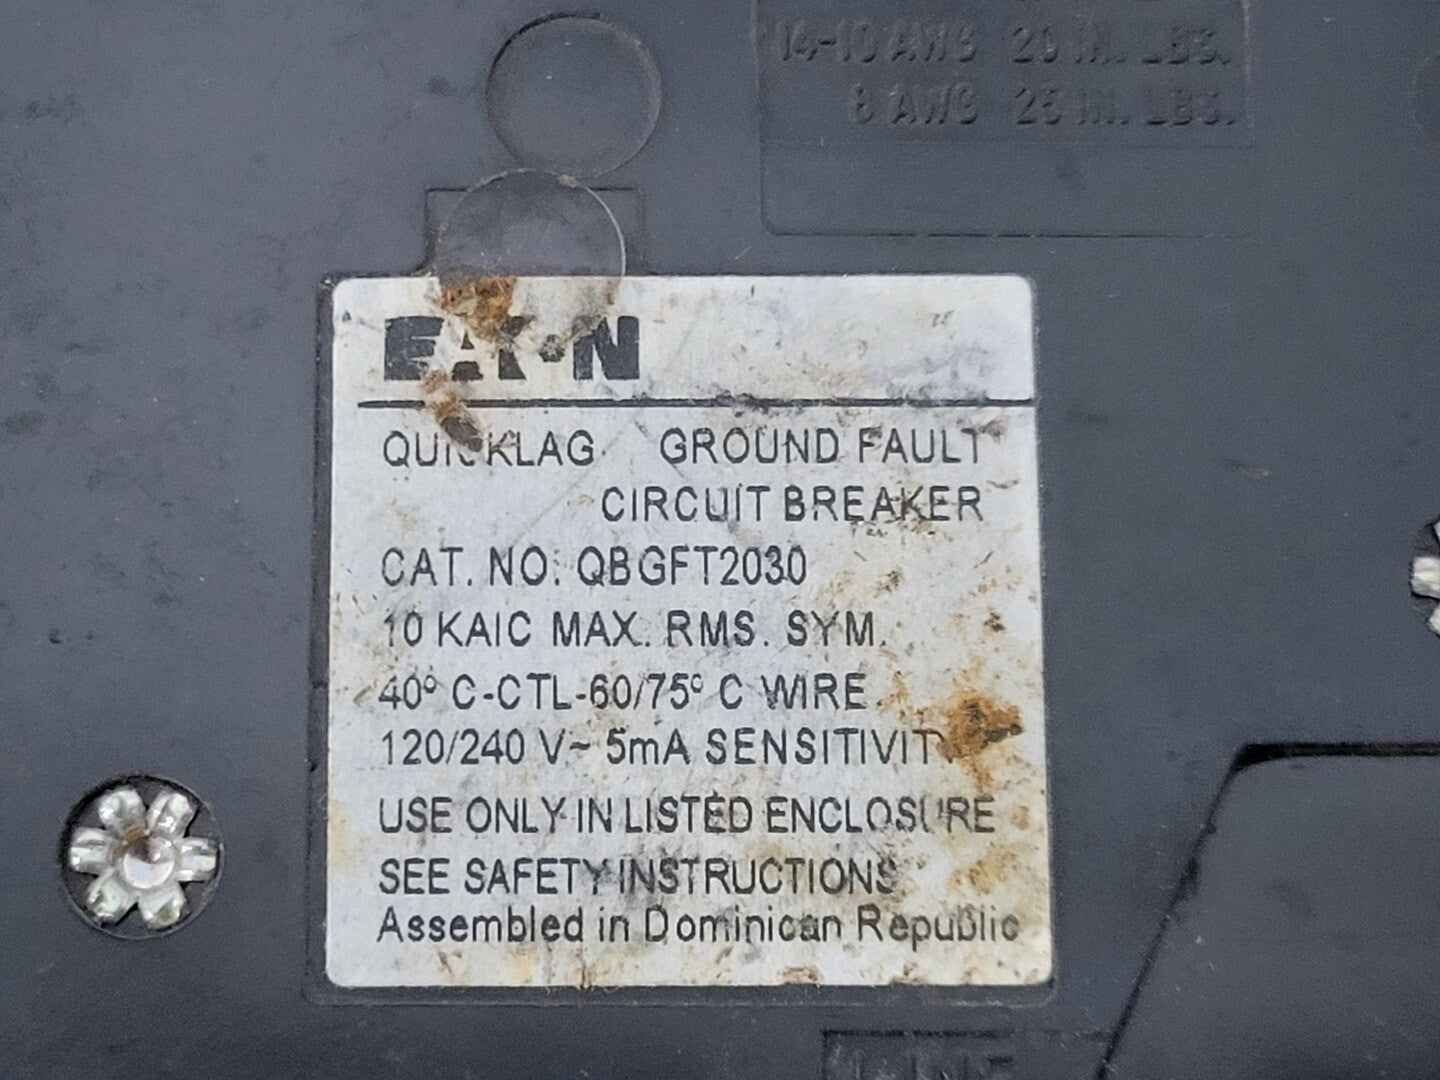 14-10 AWG 20 IN. LBS.
8 AWG 25 IN. LBS.
EATON
QUICKLAG GROUND FAULT
CIRCUIT BREAKER
CAT. NO: QBGFT2030
10 KAIC MAX. RMS. SYM.
40° C-CTL-60/75° C WIRE
120/240 V~ 5mA SENSITIVITY
USE ONLY IN LISTED ENCLOSURE
SEE SAFETY INSTRUCTIONS
Assembled in Dominican Republic